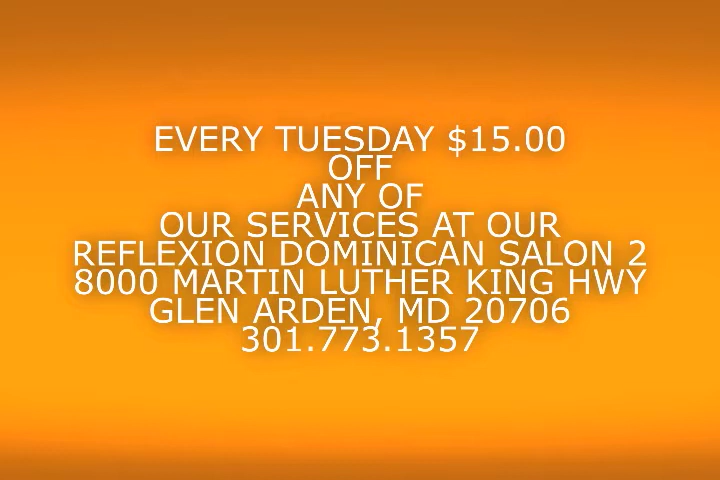 EVERY TUESDAY $15.00
OFF
ANY OF
OUR SERVICES AT OUR
REFLEXION DOMINICAN SALON 2
8000 MARTIN LUTHER KING HWY
GLEN ARDEN, MD 20706
301.773.1357